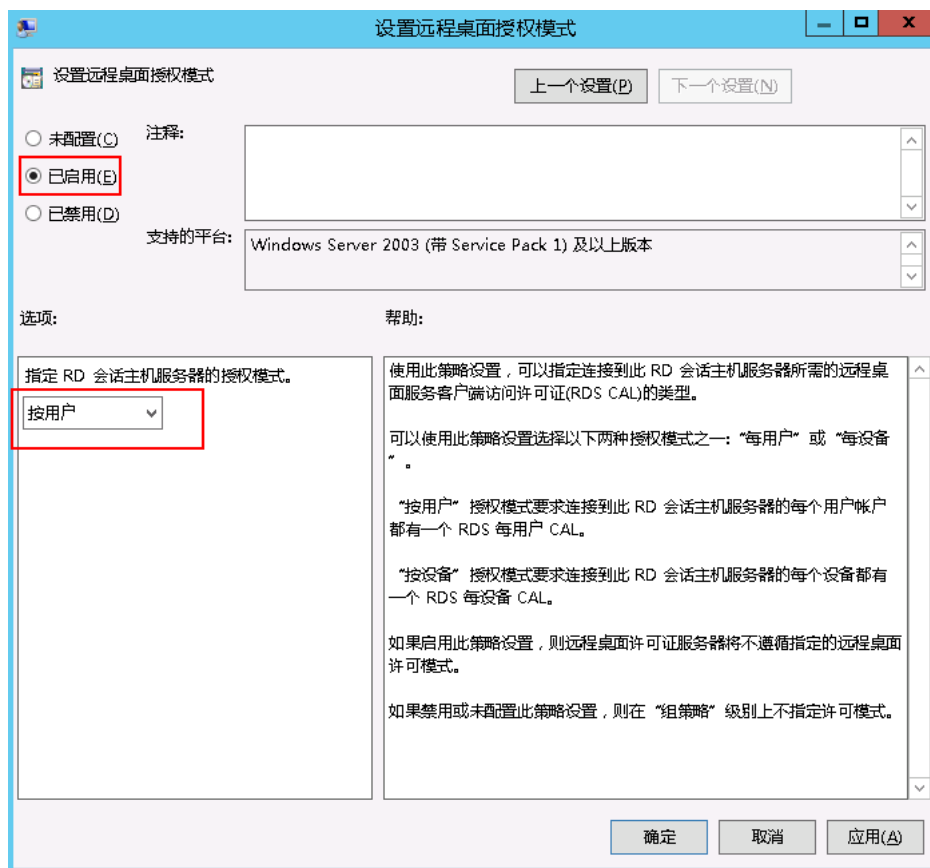 设置远程桌面授权模式
设置远程桌面授权模式
上一个设置(P)
下一个设置(N)
未配置(C)
注释:
已启用(E)
已禁用(D)
支持的平台:
Windows Server 2003 (带 Service Pack 1) 及以上版本
选项:
帮助:
指定 RD 会话主机服务器的授权模式。
按用户
使用此策略设置，可以指定连接到此 RD 会话主机服务器所需的远程桌
面服务客户端访问许可证(RDS CAL)的类型。
可以使用此策略设置选择以下两种授权模式之一: “每用户” 或 “每设备
” 。
“按用户” 授权模式要求连接到此 RD 会话主机服务器的每个用户帐户
都有一个 RDS 每用户 CAL。
“按设备” 授权模式要求连接到此 RD 会话主机服务器的每个设备都有
一个 RDS 每设备 CAL。
如果启用此策略设置，则远程桌面许可证服务器将不遵循指定的远程桌面
许可模式。
如果禁用或未配置此策略设置，则在 “组策略” 级别上不指定许可模式。
确定
取消
应用(A)